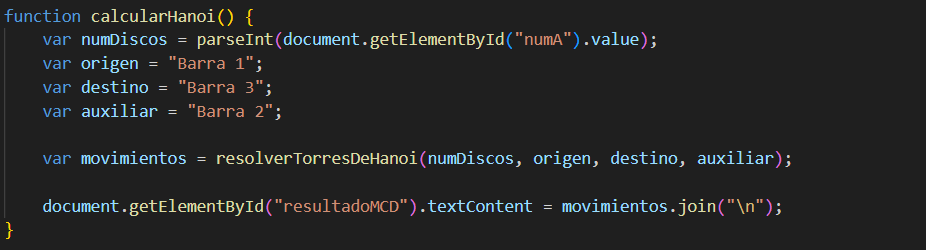 function calcularHanoi() {
    var numDiscos = parseInt(document.getElementById("numA").value);
    var origen = "Barra 1";
    var destino = "Barra 3";
    var auxiliar = "Barra 2";

    var movimientos = resolverTorresDeHanoi(numDiscos, origen, destino, auxiliar);

    document.getElementById("resultadoMCD").textContent = movimientos.join("\n");
}